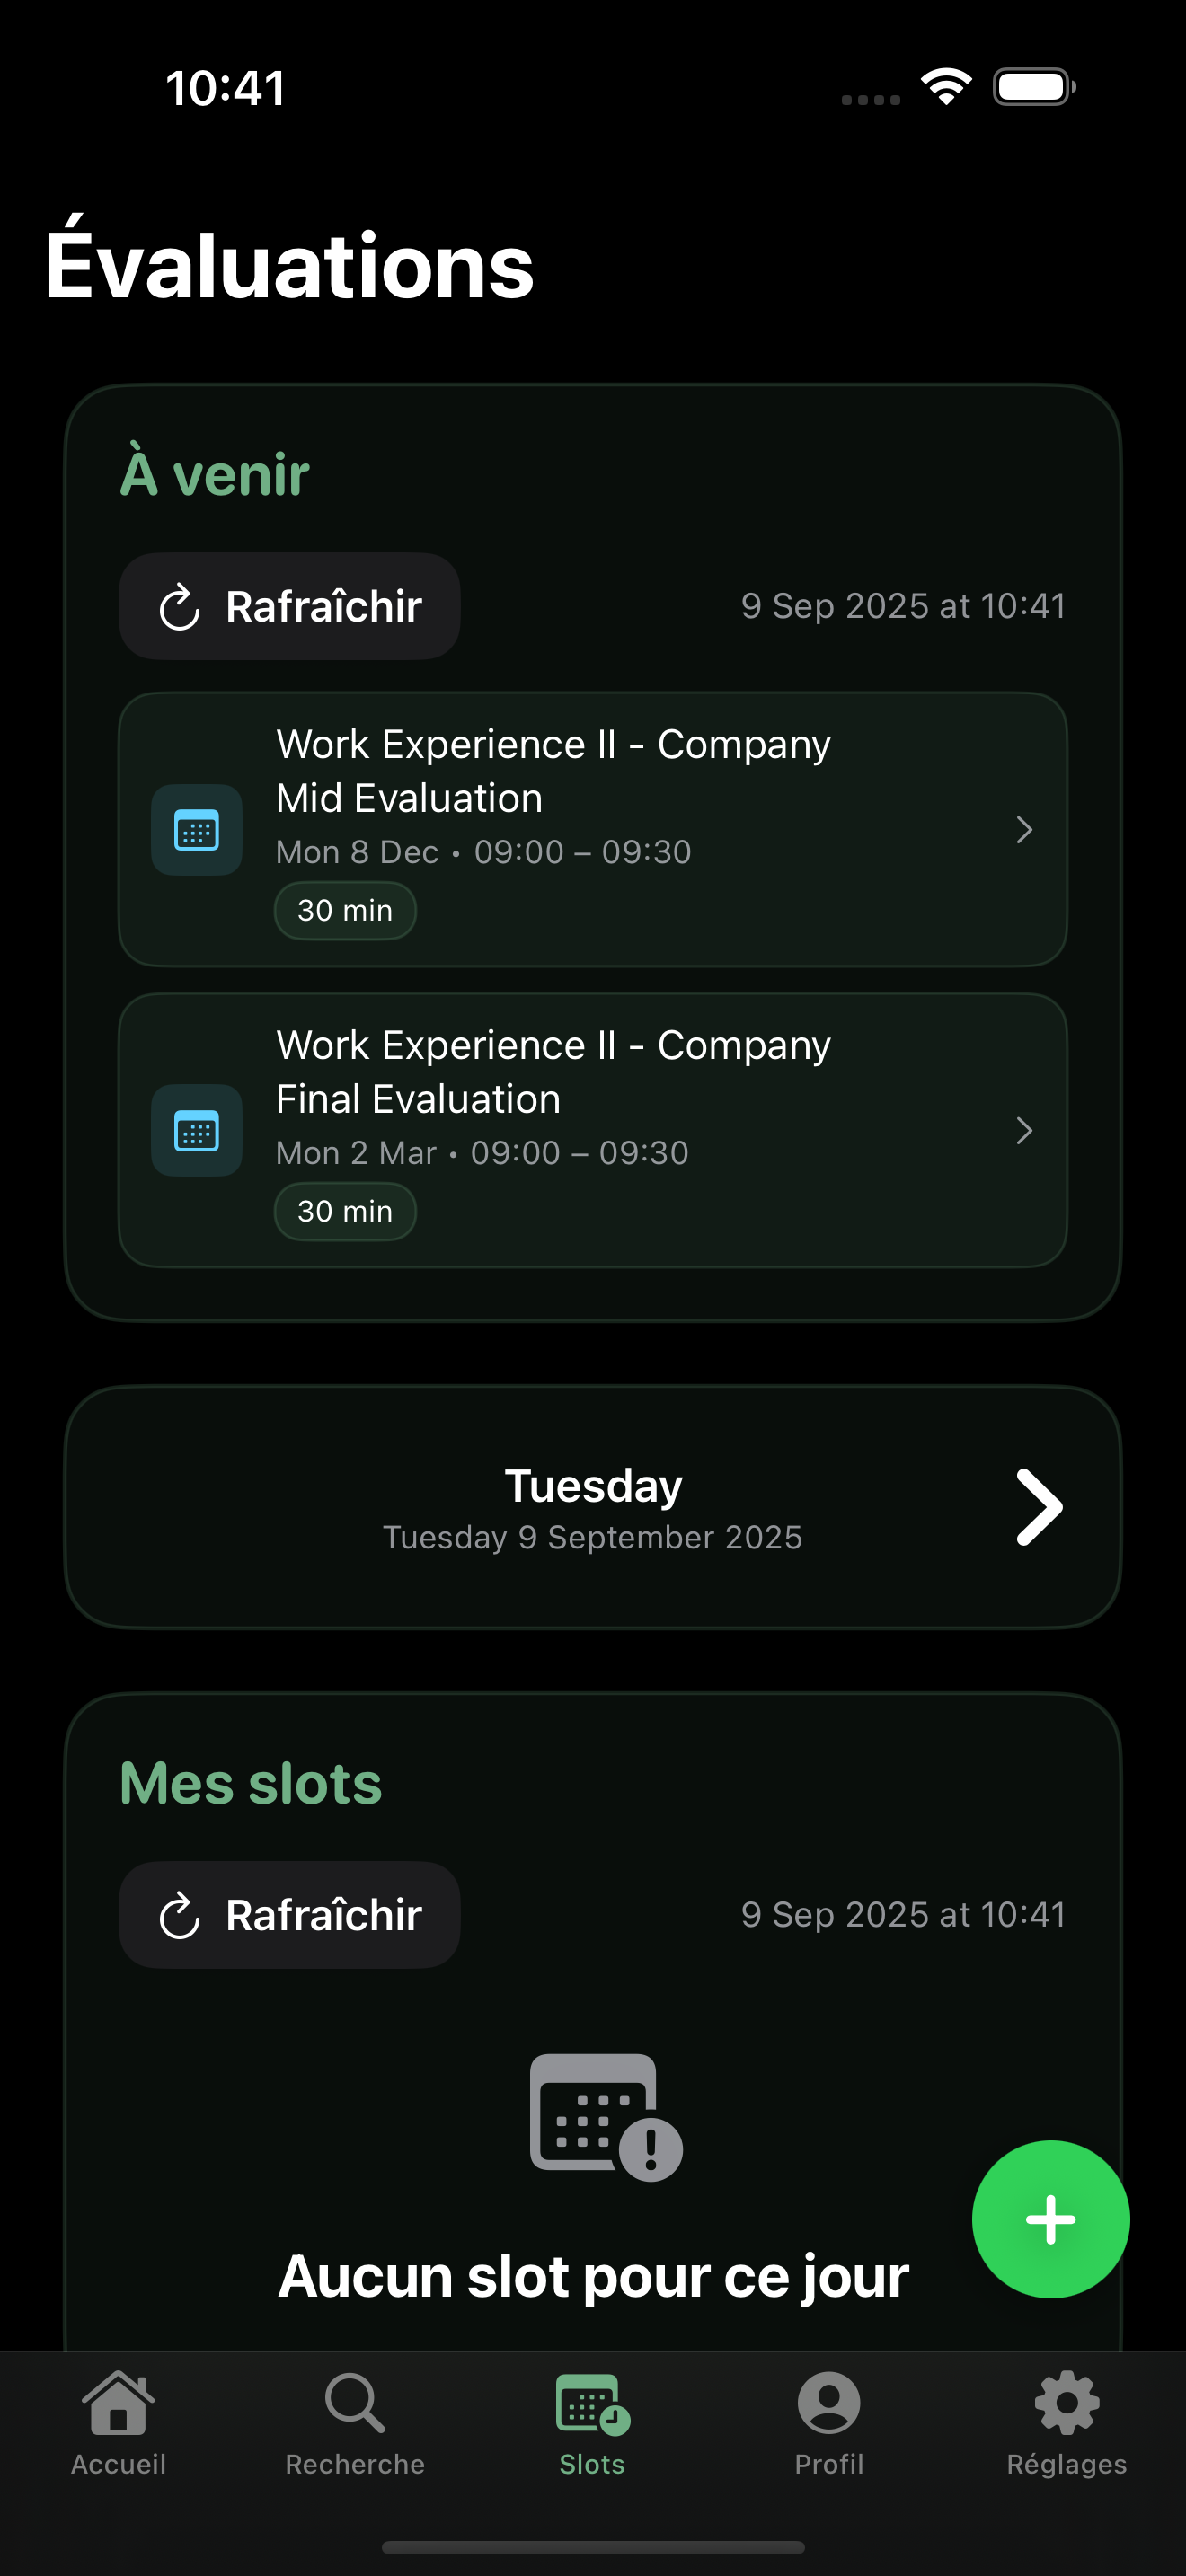 10:41
Évaluations
À venir
Rafraîchir
9 Sep 2025 at 10:41
Work Experience II - Company
Mid Evaluation
Mon 8 Dec • 09:00 – 09:30
30 min
Work Experience II - Company
Final Evaluation
Mon 2 Mar • 09:00 – 09:30
30 min
Tuesday
Tuesday 9 September 2025
Mes slots
Rafraîchir
9 Sep 2025 at 10:41
Aucun slot pour ce jour
Accueil
Recherche
Slots
Profil
Réglages